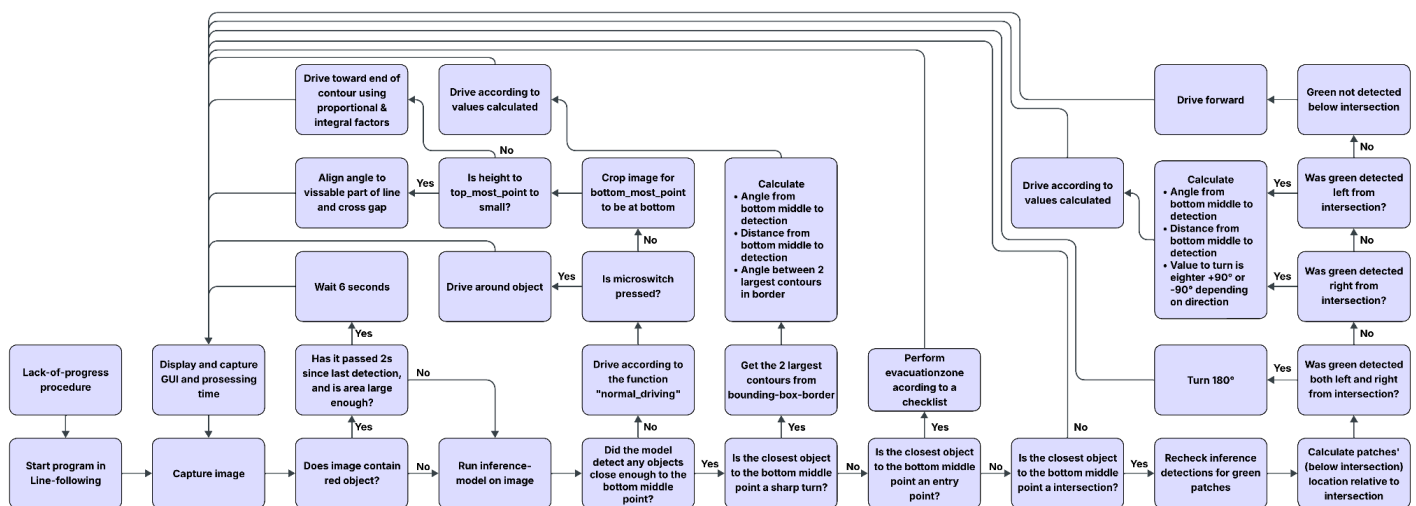 Drive toward end of
contour using
proportional &
integral factors
Drive according to
values calculated
Drive forward
Green not detected
below intersection
No
No
Align angle to
vissable part of line
and cross gap
Yes
Is height to
top_most_point to
small?
Crop image for
bottom_most_point
to be at bottom
Calculate
• Angle from
bottom middle to
detection
• Distance from
bottom middle to
detection
• Angle between 2
largest contours
in border
Drive according to
values calculated
Calculate
• Angle from
bottom middle to
detection
• Distance from
bottom middle to
detection
• Value to turn is
eighter +90° or
-90° depending
on direction
Yes
Was green detected
left from
intersection?
No
No
Wait 6 seconds
Drive around object
Yes
Is microswitch
pressed?
Yes
Was green detected
right from
intersection?
Yes
No
Lack-of-progress
procedure
Display and capture
GUI and prosessing
time
Has it passed 2s
since last detection,
and is area large
enough?
No
Drive according to
the function
"normal_driving"
Get the 2 largest
contours from
bounding-box-border
Perform
evacuationzone
acording to a
checklist
Turn 180°
Yes
Was green detected
both left and right
from intersection?
Yes
No
Yes
Yes
No
Start program in
Line-following
Capture image
Does image contain
red object?
No
Run inference-
model on image
Did the model
detect any objects
close enough to the
bottom middle
point?
Yes
Is the closest object
to the bottom middle
point a sharp turn?
No
Is the closest object
to the bottom middle
point an entry
point?
No
Is the closest object
to the bottom middle
point a intersection?
Yes
Recheck inference
detections for green
patches
Calculate patches'
(below intersection)
location relative to
intersection